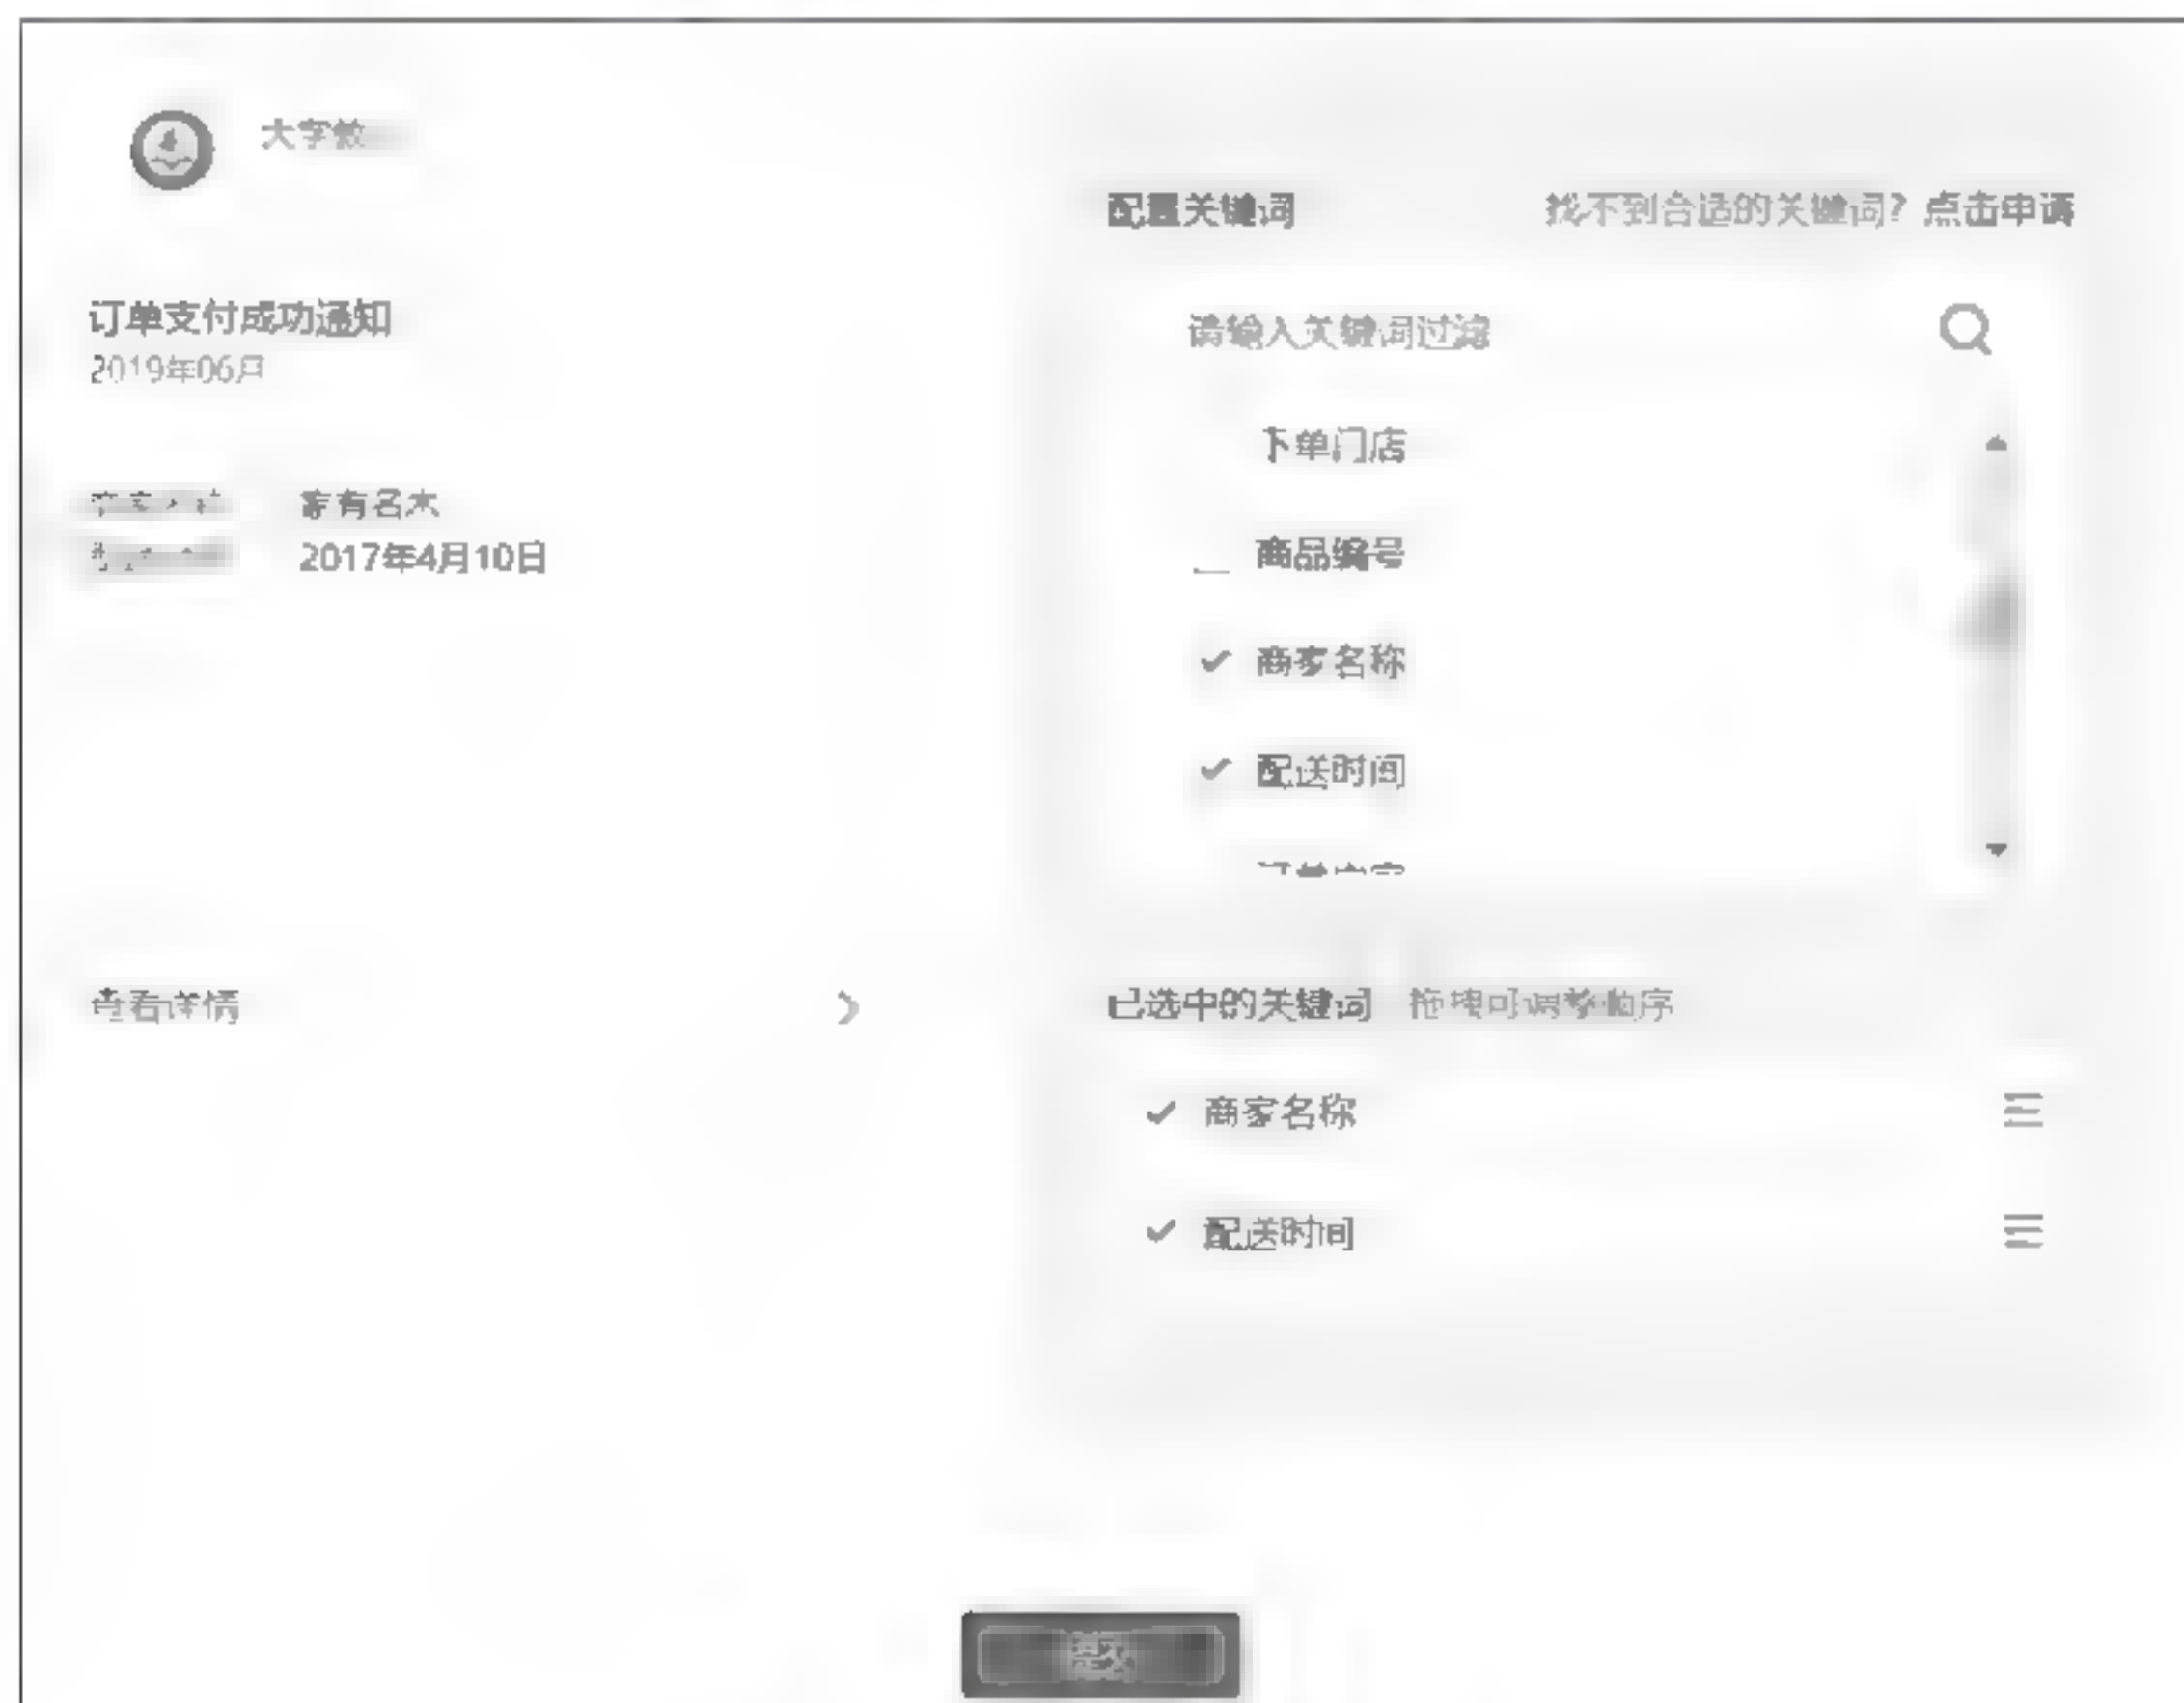 大字数
订单支付成功通知
2019年06月
家有名木
2017年4月10日
查看详情
配置关键词
找不到合适的关键词？点击申请
请输入关键词过滤
下单门店
商品编号
商家名称
配送时间
已选中的关键词 拖拽可调整顺序
商家名称
配送时间